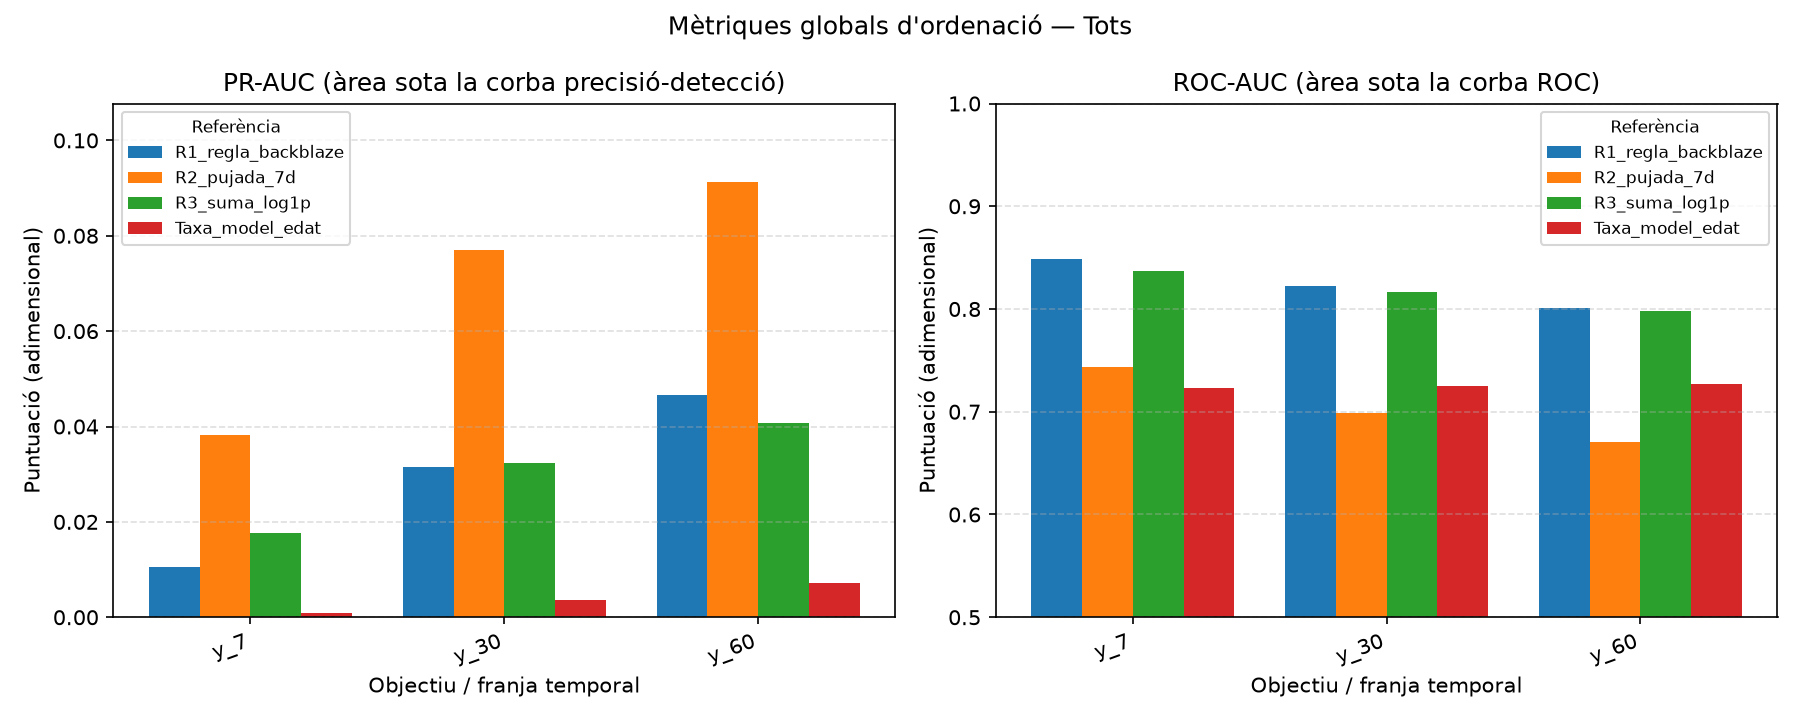 Mètriques globals d'ordenació — Tots
PR-AUC (àrea sota la corba precisió-detecció)
Puntuació (adimensional)
0.10
0.08
0.06
0.04
0.02
0.00
Referència
R1_regla_backblaze
R2_pujada_7d
R3_suma_log1p
Taxa_model_edat
y_7
y_30
y_60
Objectiu / franja temporal
ROC-AUC (àrea sota la corba ROC)
Puntuació (adimensional)
1.0
0.9
0.8
0.7
0.6
0.5
Referència
R1_regla_backblaze
R2_pujada_7d
R3_suma_log1p
Taxa_model_edat
y_7
y_30
y_60
Objectiu / franja temporal